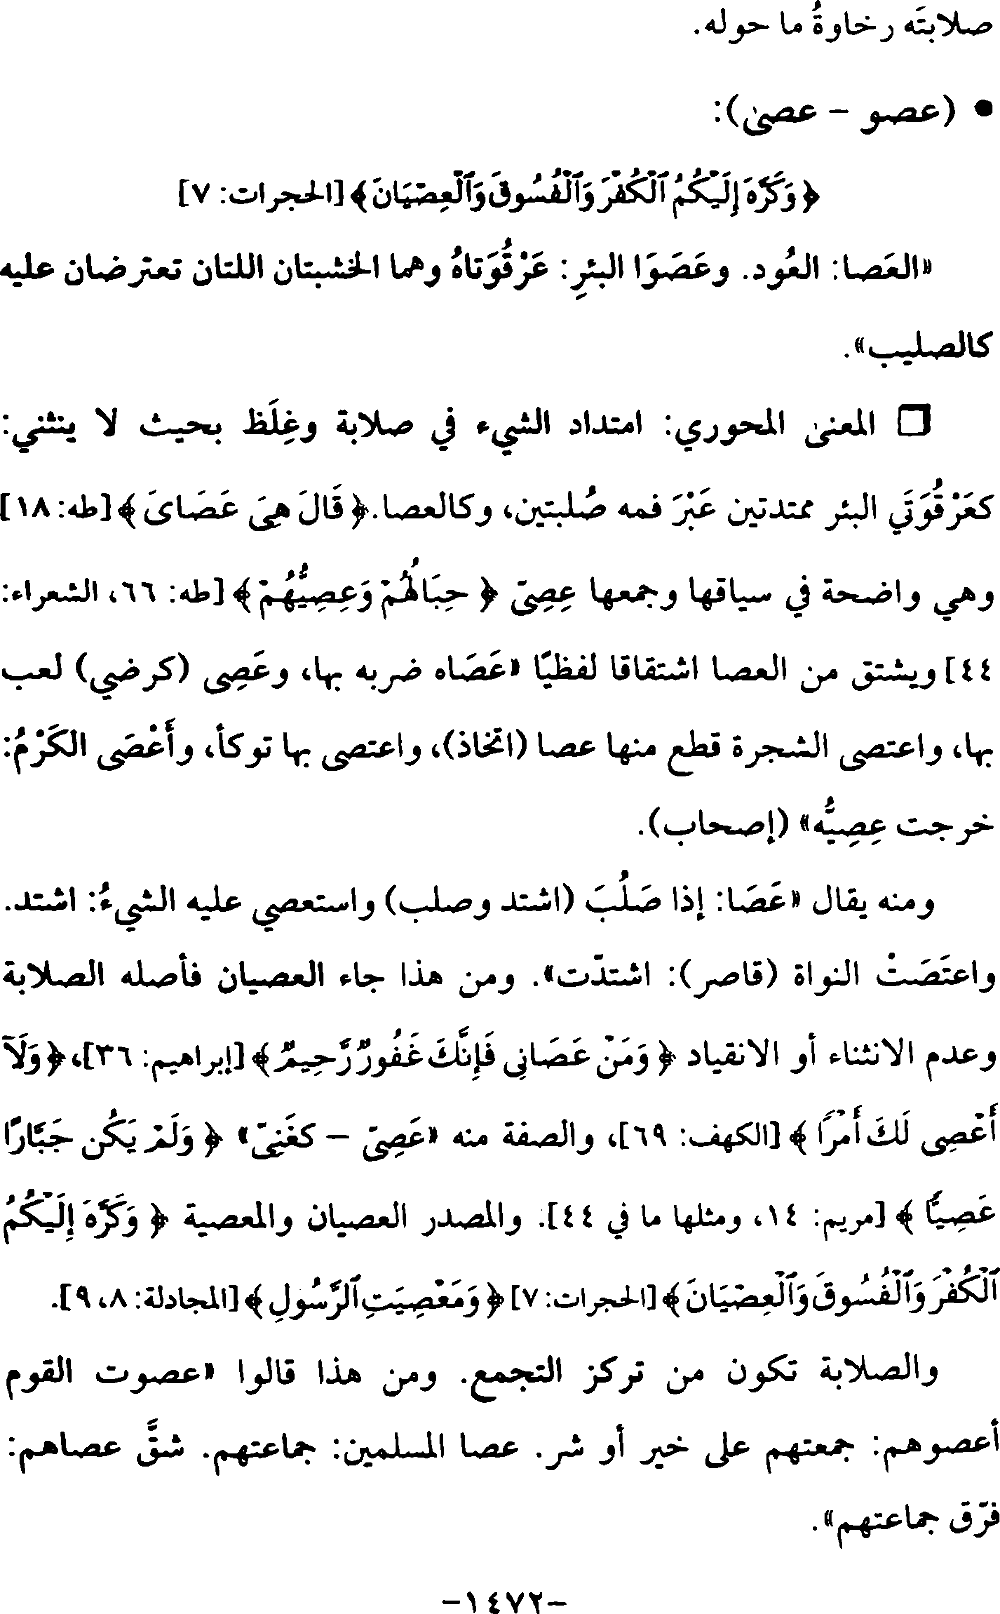 صلابتَه رخاوةُ ما حوله.
• (عصو – عصىٰ):
﴿وَكَرَّهَ إِلَيْكُمُ ٱلْكُفْرَ وَٱلْفُسُوقَ وَٱلْعِصْيَانَ﴾ [الحجرات: ٧]
«العَصا: العُود. وعَصَوَا البئرِ: عَرْقُوَتاهُ وهما الخشبتان اللتان تعترضان عليه
كالصليب».
❒ المعنىٰ المحوري: امتداد الشيء في صلابة وغِلَظ بحيث لا ينثني:
كعَرْقُوَتَي البئر ممتدتين عَبْرَ فمه صُلبتين، وكالعصا. ﴿قَالَ هِىَ عَصَاىَ﴾ [طه: ١٨]
وهي واضحة في سياقها وجمعها عِصِىّ ﴿حِبَالُهُمْ وَعِصِيُّهُمْ﴾ [طه: ٦٦، الشعراء:
٤٤] ويشتق من العصا اشتقاقا لفظيًا «عَصَاه ضربه بها، وعَصِى (كرضي) لعب
بها، واعتصى الشجرة قطع منها عصا (اتخاذ)، واعتصى بها توكأ، وأَعْصَى الكَرْمُ:
خرجت عِصِيُّه» (إصحاب).
ومنه يقال «عَصَا: إذا صَلُبَ (اشتد وصلب) واستعصي عليه الشيءُ: اشتد.
واعتَصَتْ النواة (قاصر): اشتدّت». ومن هذا جاء العصيان فأصله الصلابة
وعدم الانثناء أو الانقياد ﴿وَمَنْ عَصَانِى فَإِنَّكَ غَفُورٌ رَّحِيمٌ﴾ [إبراهيم: ٣٦]، ﴿وَلَآ
أَعْصِى لَكَ أَمْرًا﴾ [الكهف: ٦٩]، والصفة منه «عَصِىّ – كغَنِىّ» ﴿وَلَمْ يَكُن جَبَّارًا
عَصِيًّا﴾ [مريم: ١٤، ومثلها ما في ٤٤]. والمصدر العصيان والمعصية ﴿وَكَرَّهَ إِلَيْكُمُ
ٱلْكُفْرَ وَٱلْفُسُوقَ وَٱلْعِصْيَانَ﴾ [الحجرات: ٧] ﴿وَمَعْصِيَتِ ٱلرَّسُولِ﴾ [المجادلة: ٨، ٩].
والصلابة تكون من تركز التجمع. ومن هذا قالوا «عصوت القوم
أعصوهم: جمعتهم على خير أو شر. عصا المسلمين: جماعتهم. شقَّ عصاهم:
فرّق جماعتهم».
-١٤٧٢-